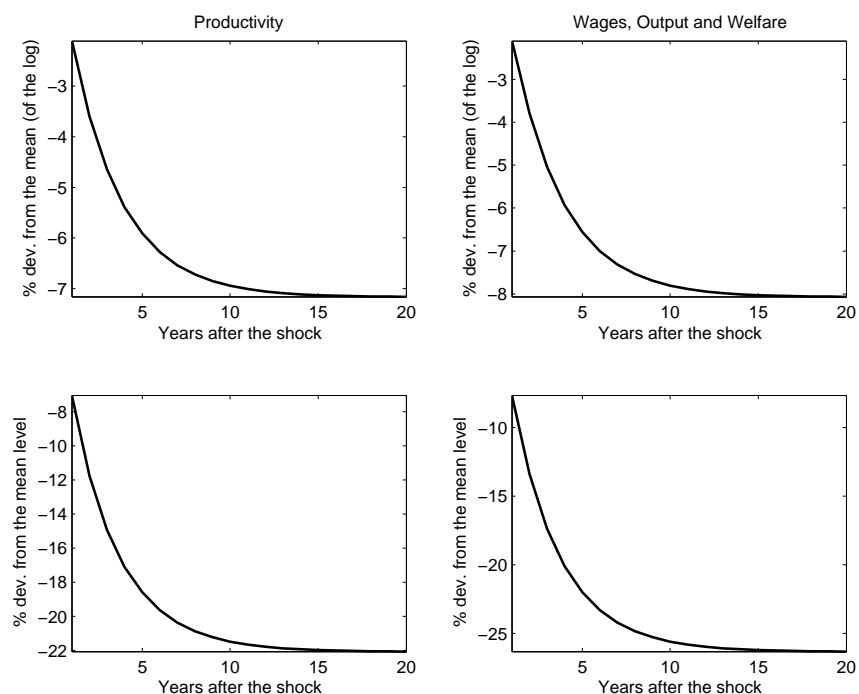 Productivity
% dev. from the mean (of the log)
−3
−4
−5
−6
−7
5 10 15 20
Years after the shock
Wages, Output and Welfare
% dev. from the mean (of the log)
−3
−4
−5
−6
−7
−8
5 10 15 20
Years after the shock
% dev. from the mean level
−8
−10
−12
−14
−16
−18
−20
−22
5 10 15 20
Years after the shock
% dev. from the mean level
−10
−15
−20
−25
5 10 15 20
Years after the shock